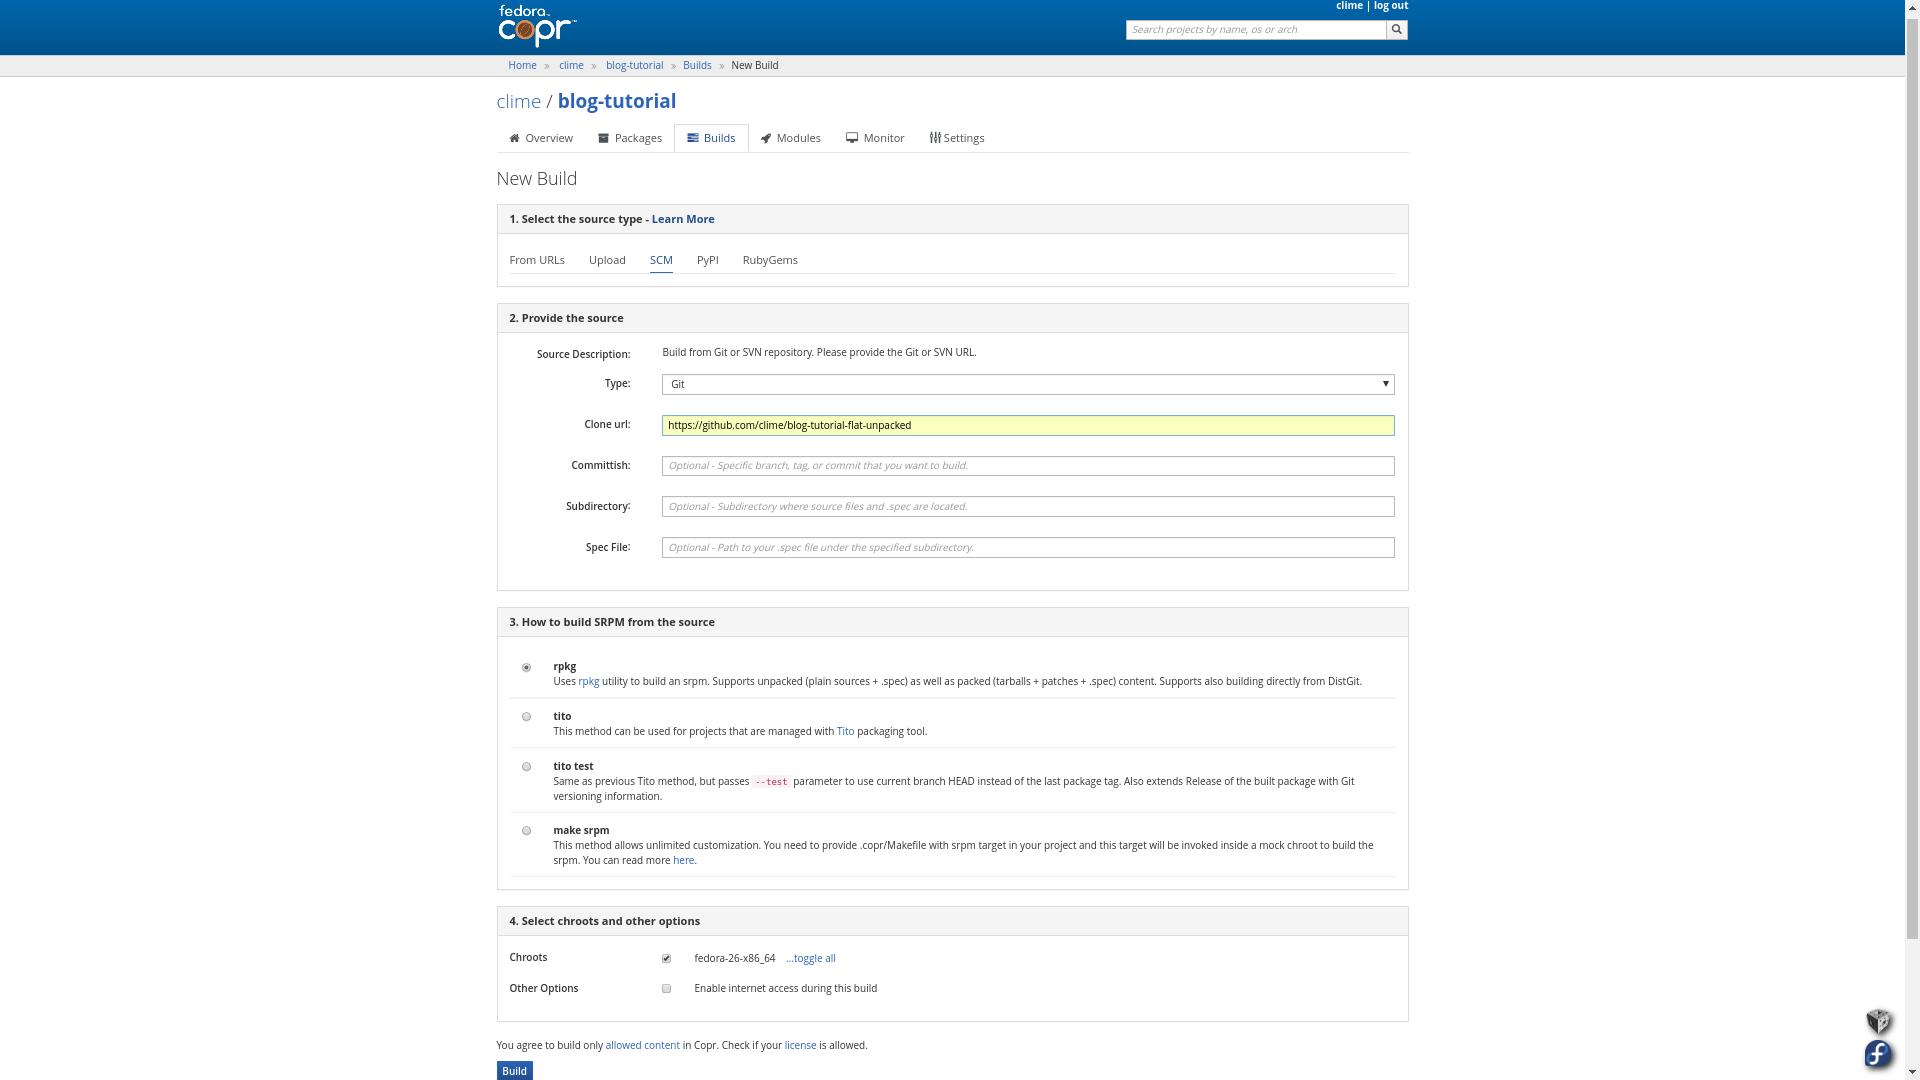 fedora
copr
clime | log out
Search projects by name, os or arch
Home » clime » blog-tutorial » Builds » New Build
clime / blog-tutorial
Overview Packages Builds Modules Monitor Settings
New Build
1. Select the source type - Learn More
From URLs Upload SCM PyPI RubyGems
2. Provide the source
Source Description: Build from Git or SVN repository. Please provide the Git or SVN URL.
Type: Git
Clone url: https://github.com/clime/blog-tutorial-flat-unpacked
Committish: Optional - Specific branch, tag, or commit that you want to build.
Subdirectory: Optional - Subdirectory where source files and .spec are located.
Spec File: Optional - Path to your .spec file under the specified subdirectory.
3. How to build SRPM from the source
rpkg
Uses rpkg utility to build an srpm. Supports unpacked (plain sources + .spec) as well as packed (tarballs + patches + .spec) content. Supports also building directly from DistGit.
tito
This method can be used for projects that are managed with Tito packaging tool.
tito test
Same as previous Tito method, but passes --test parameter to use current branch HEAD instead of the last package tag. Also extends Release of the built package with Git
versioning information.
make srpm
This method allows unlimited customization. You need to provide .copr/Makefile with srpm target in your project and this target will be invoked inside a mock chroot to build the
srpm. You can read more here.
4. Select chroots and other options
Chroots fedora-26-x86_64 ...toggle all
Other Options Enable internet access during this build
You agree to build only allowed content in Copr. Check if your license is allowed.
Build